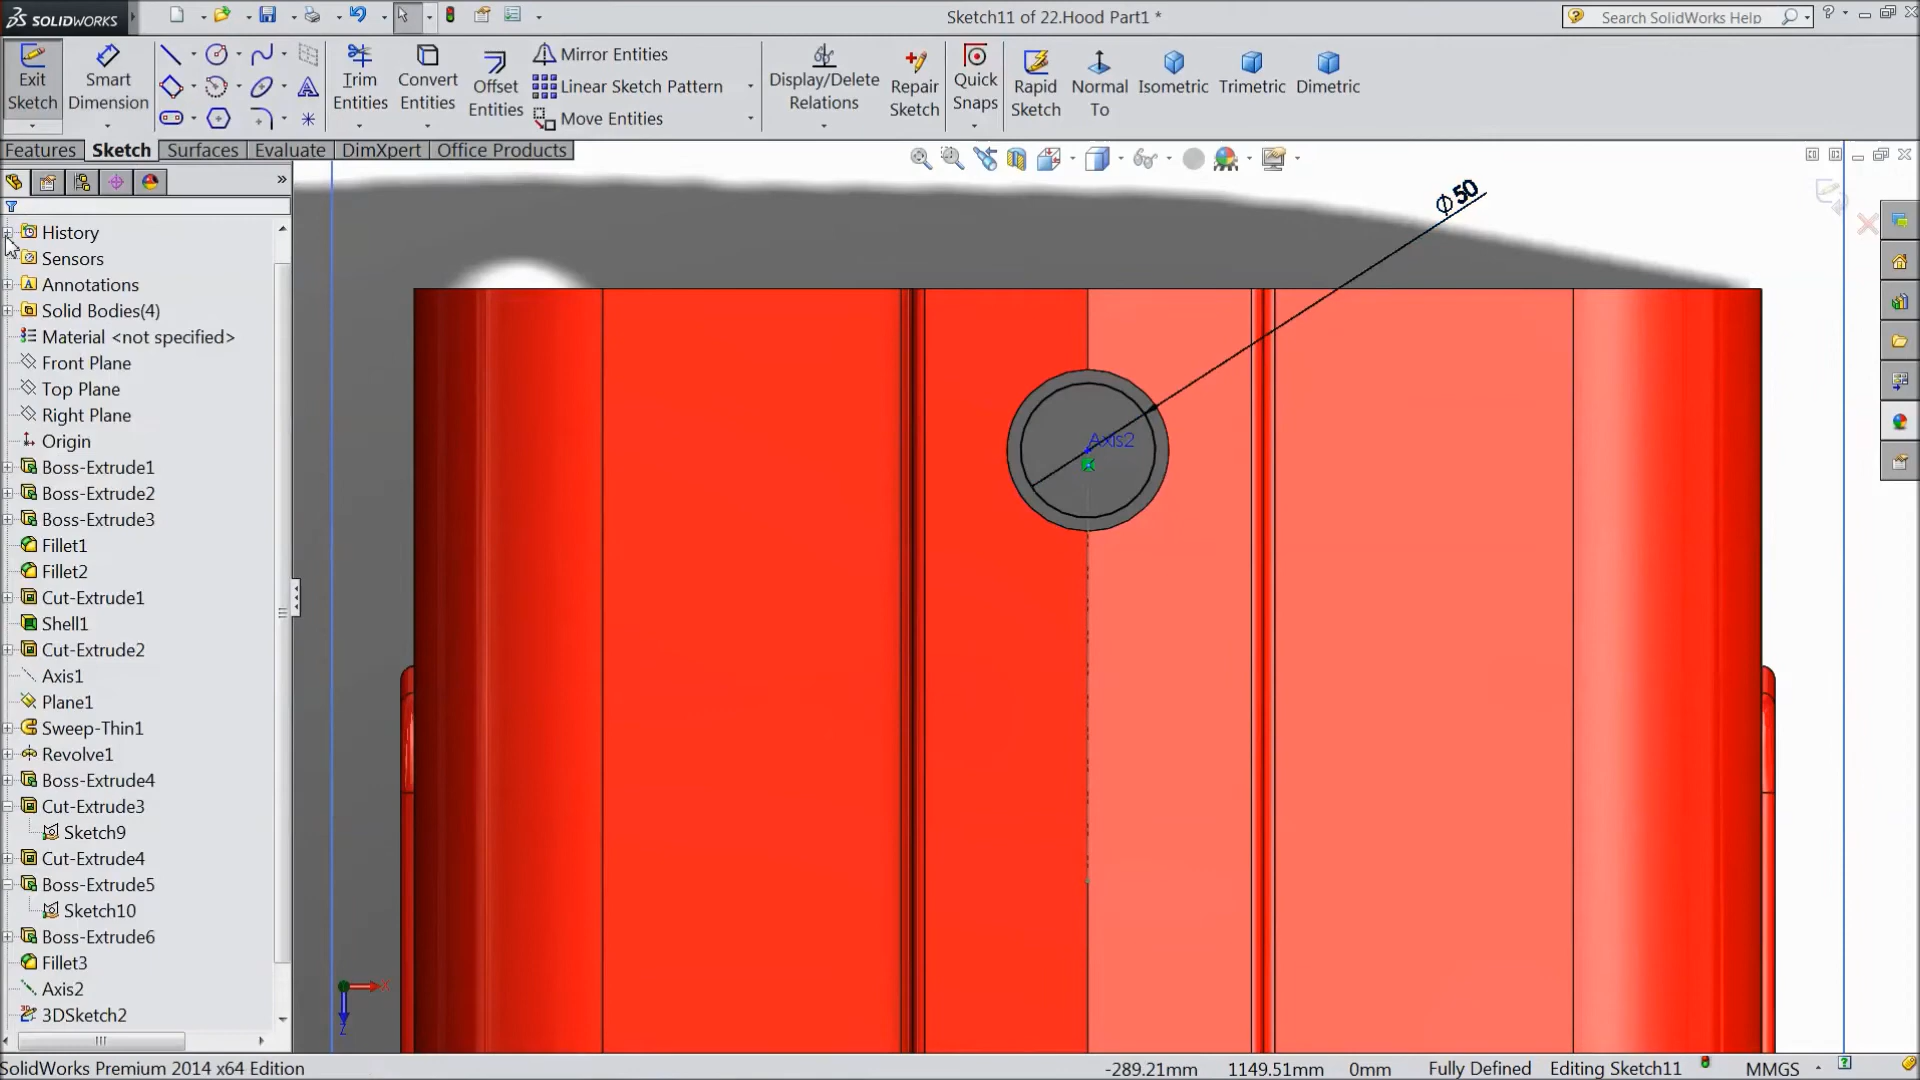 SOLIDWORKS
Sketch11 of 22.Hood Part1 *
Search SolidWorks Help
Exit Sketch
Smart Dimension
Trim Entities
Convert Entities
Offset Entities
Mirror Entities
Linear Sketch Pattern
Move Entities
Display/Delete Relations
Repair Sketch
Quick Snaps
Rapid Sketch
Normal To
Isometric
Trimetric
Dimetric
Features
Sketch
Surfaces
Evaluate
DimXpert
Office Products
History
Sensors
Annotations
Solid Bodies(4)
Material <not specified>
Front Plane
Top Plane
Right Plane
Origin
Boss-Extrude1
Boss-Extrude2
Boss-Extrude3
Fillet1
Fillet2
Cut-Extrude1
Shell1
Cut-Extrude2
Axis1
Plane1
Sweep-Thin1
Revolve1
Boss-Extrude4
Cut-Extrude3
Sketch9
Cut-Extrude4
Boss-Extrude5
Sketch10
Boss-Extrude6
Fillet3
Axis2
3DSketch2
Φ50
Axis2
X
Z
SolidWorks Premium 2014 x64 Edition
-289.21mm 1149.51mm 0mm Fully Defined Editing Sketch11 MMGS